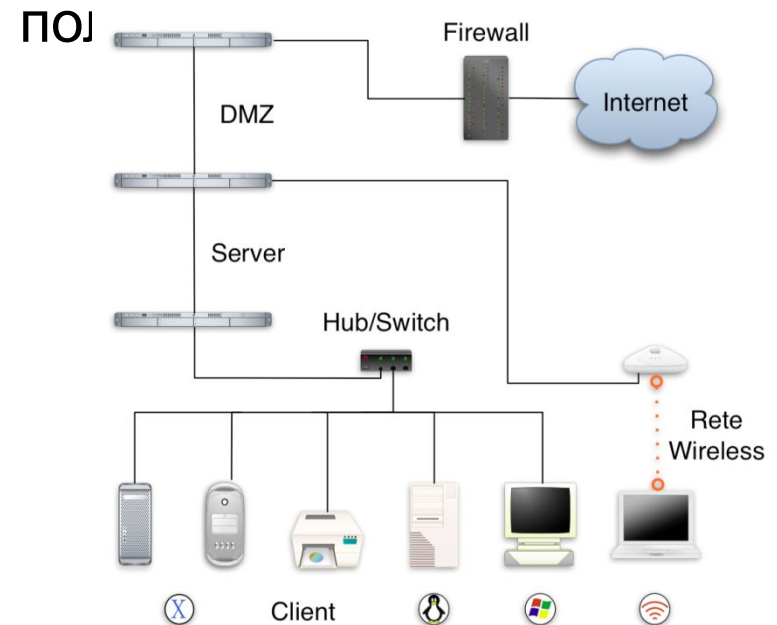 Firewall
Internet
DMZ
Server
Hub/Switch
Rete
Wireless
Client
X